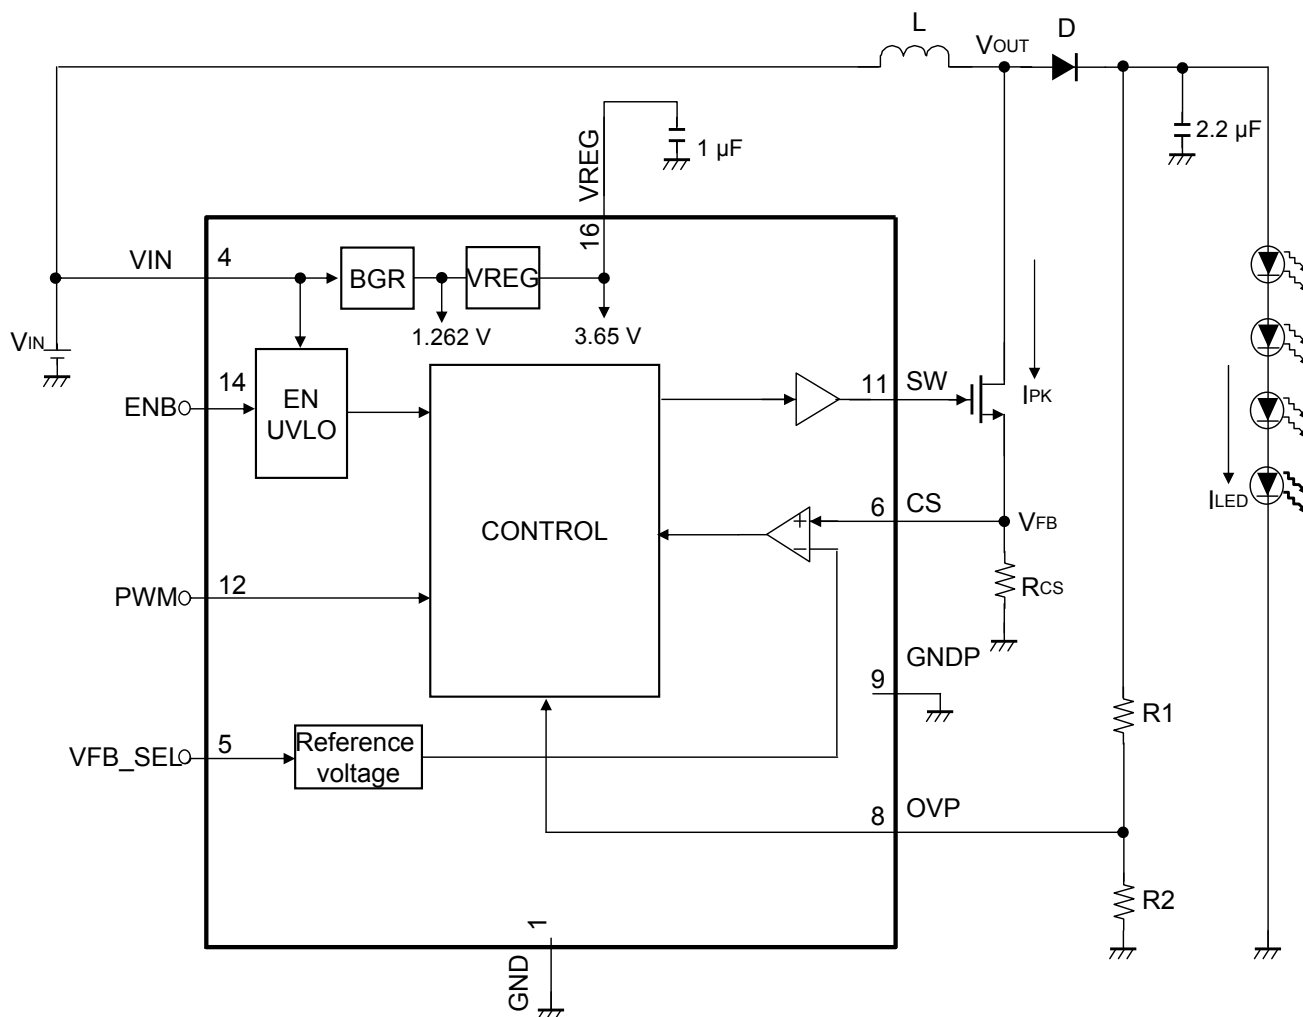 L
VOUT
D
2.2 µF
1 µF
VREG
16
VIN
4
BGR
VREG
1.262 V
3.65 V
VIN
14
ENB
EN
UVLO
11
SW
IPK
ILED
CONTROL
6
CS
VFB
RCS
PWM
12
GNDP
9
R1
VFB_SEL
5
Reference
voltage
+
−
8
OVP
R2
1
GND